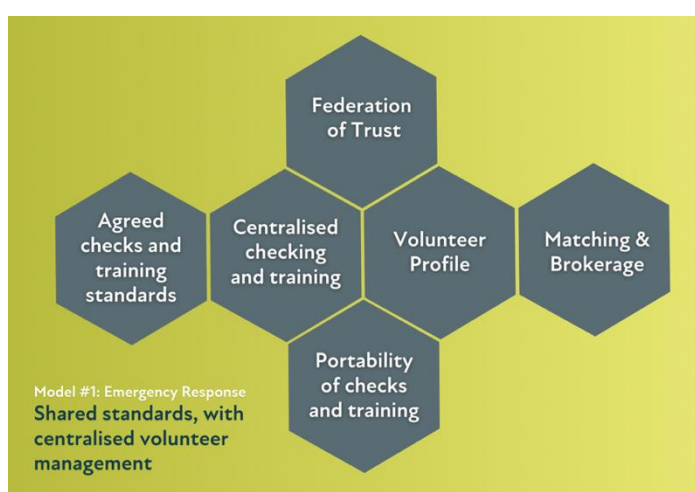 Federation
of Trust
Agreed
checks and
training
standards
Centralised
checking
and training
Volunteer
Profile
Matching &
Brokerage
Portability
of checks
and training
Model #1: Emergency Response
Shared standards, with
centralised volunteer
management